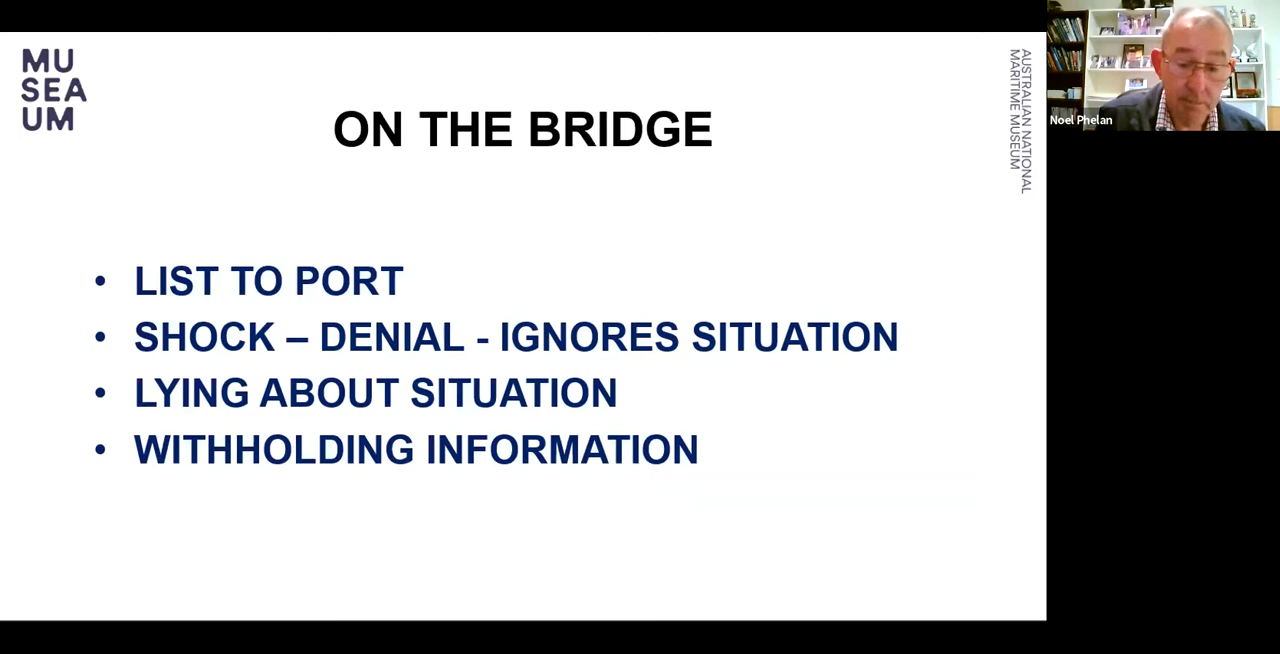 MU
SEA
UM
ON THE BRIDGE
AUSTRALIAN NATIONAL
MARITIME MUSEUM
Noel Phelan
• LIST TO PORT
• SHOCK – DENIAL - IGNORES SITUATION
• LYING ABOUT SITUATION
• WITHHOLDING INFORMATION